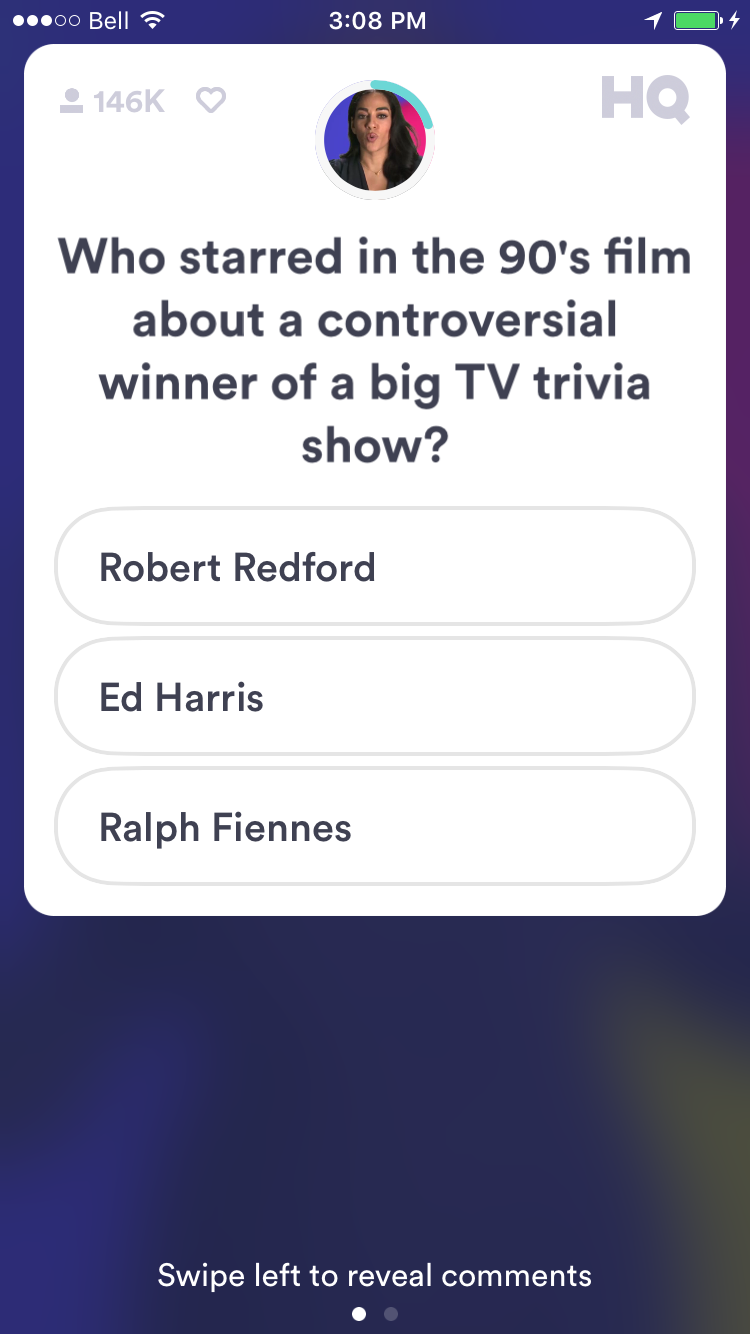 Bell 3:08 PM
146K HQ
Who starred in the 90's film
about a controversial
winner of a big TV trivia
show?
Robert Redford
Ed Harris
Ralph Fiennes
Swipe left to reveal comments